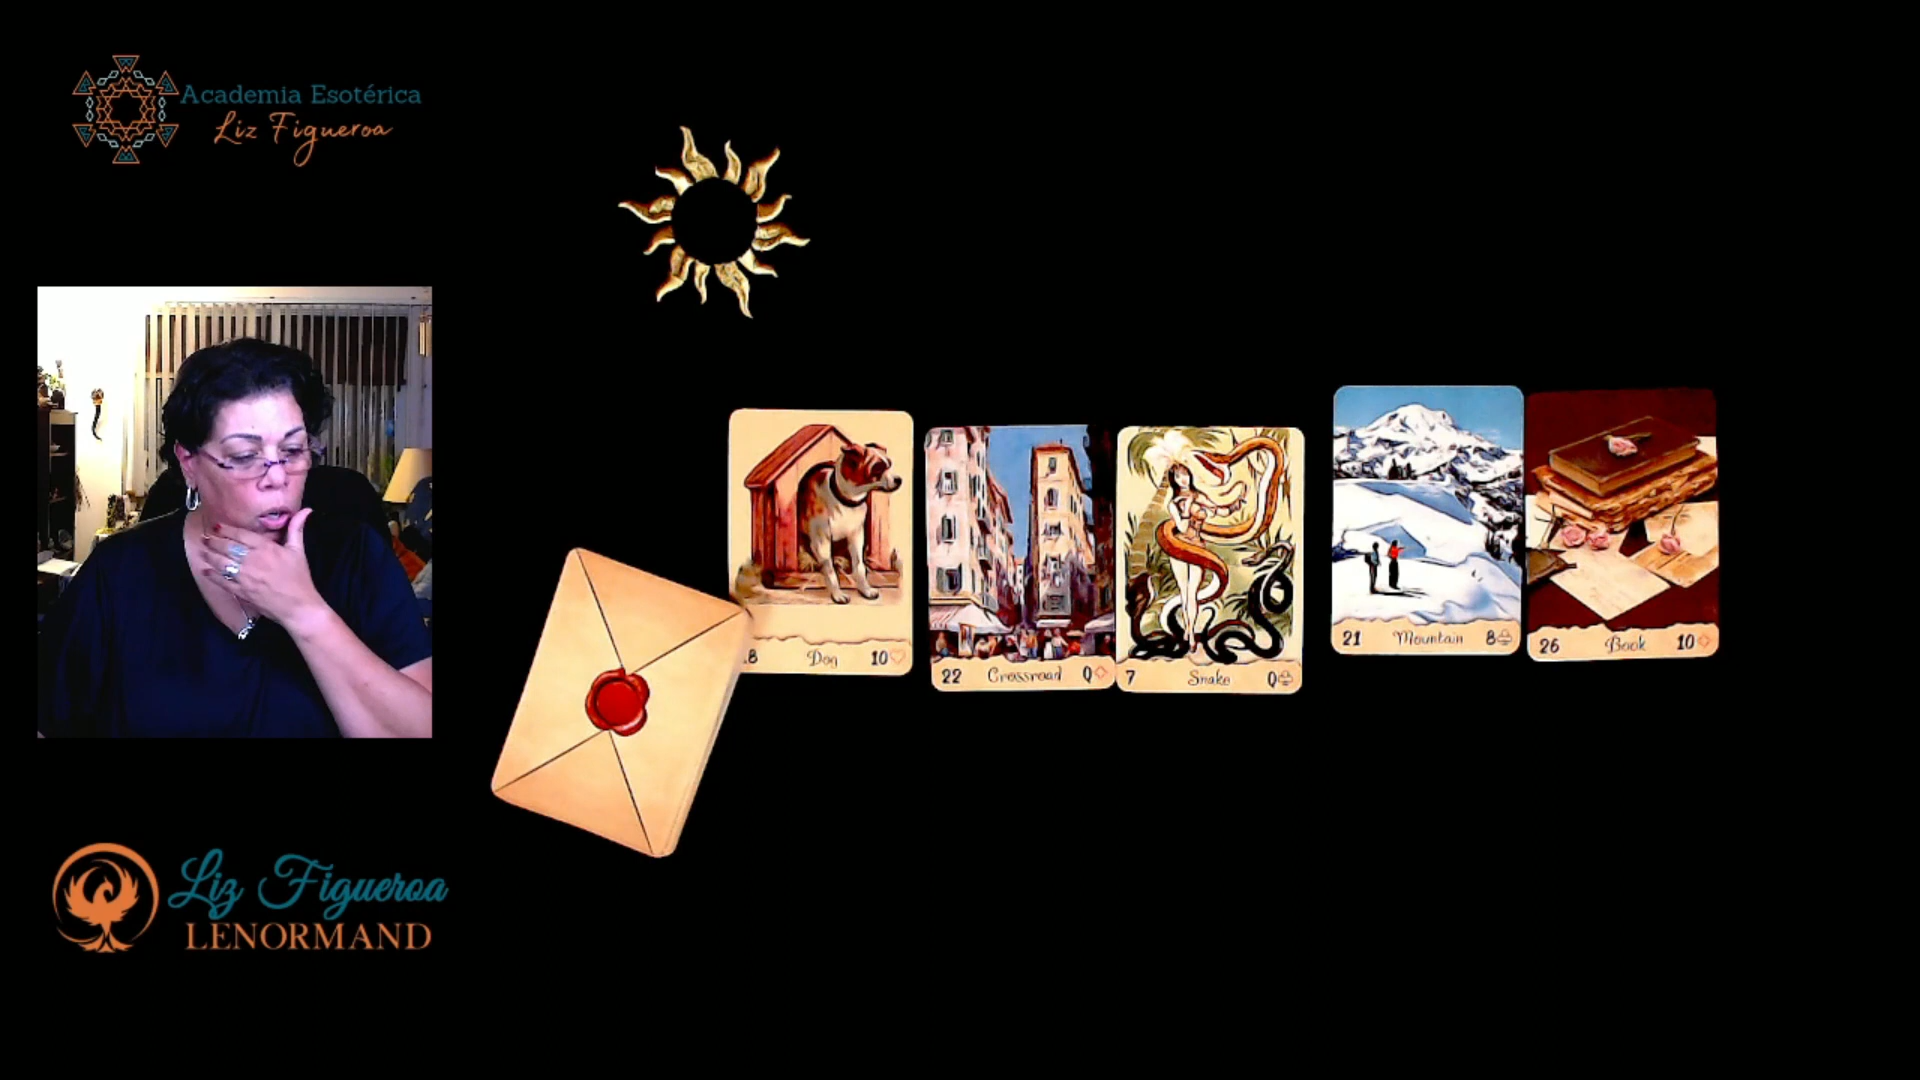 Academia Esotérica
Liz Figueroa
8 Dog 10
22 Crossroad Q
7 Snake Q
21 Mountain 8
26 Book 10
Liz Figueroa
LENORMAND